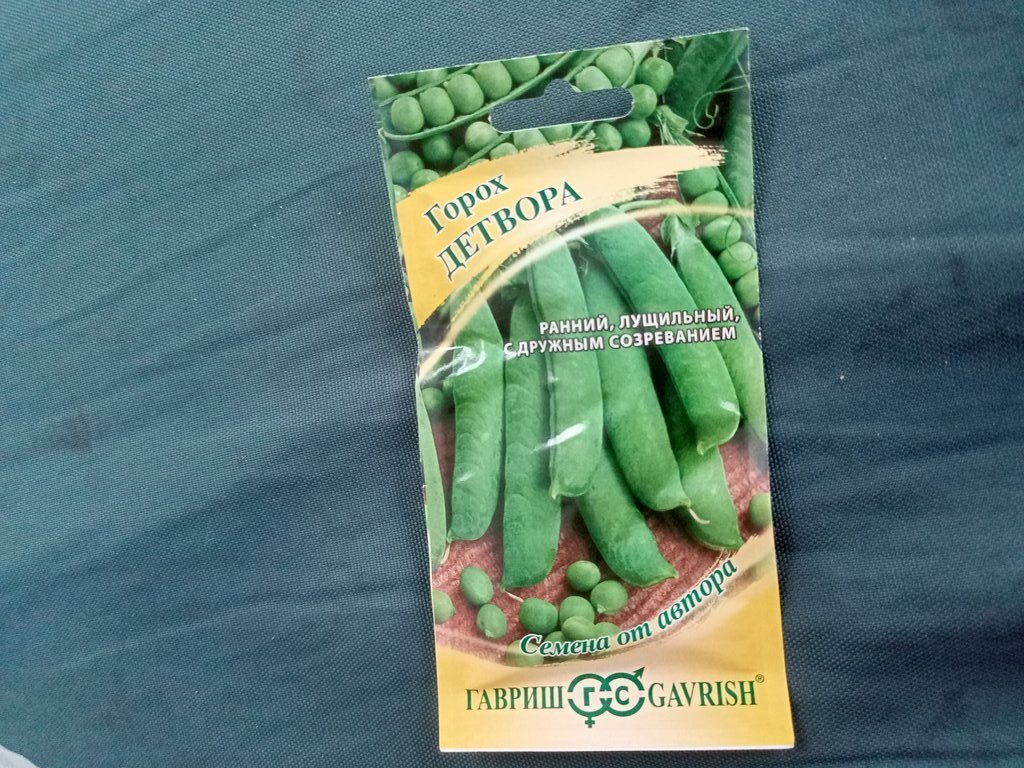 Горох
ДЕТВОРА
РАННИЙ, ЛУЩИЛЬНЫЙ,
С ДРУЖНЫМ СОЗРЕВАНИЕМ
Семена от автора
ГАВРИШ ГС GAVRISH®